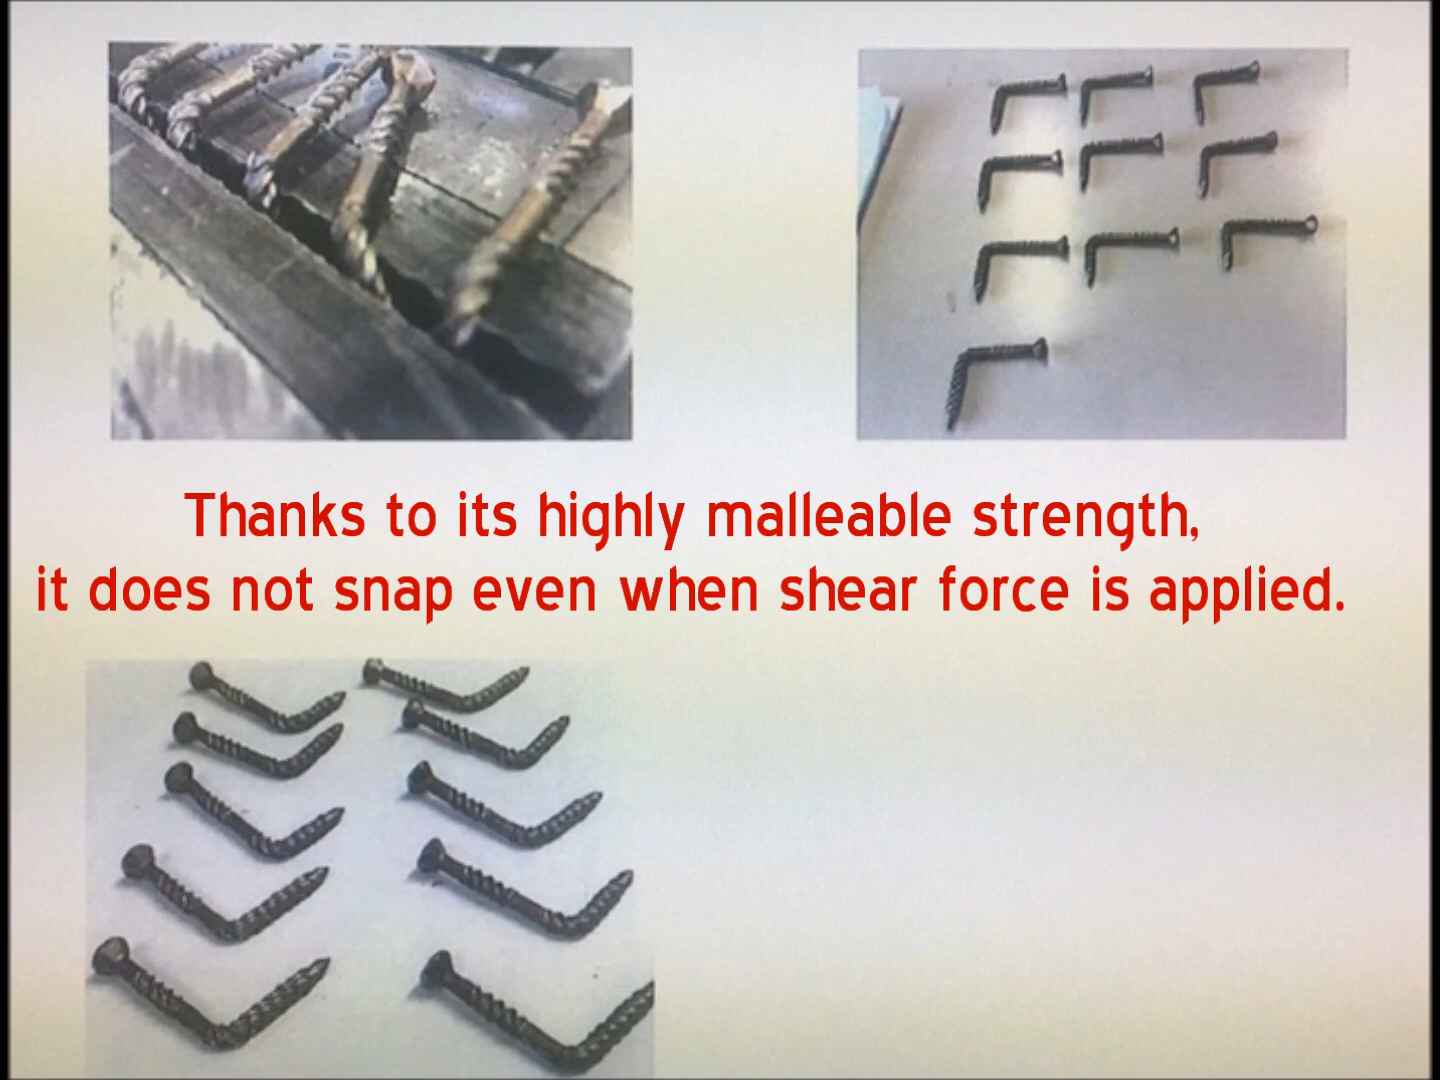 Thanks to its highly malleable strength,
it does not snap even when shear force is applied.